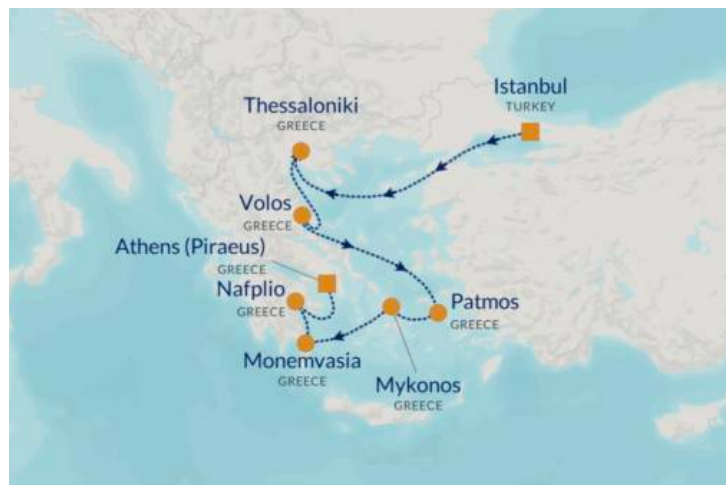 Istanbul
TURKEY
Thessaloniki
GREECE
Volos
GREECE
Athens (Piraeus)
GREECE
Nafplio
GREECE
Patmos
GREECE
Monemvasia
GREECE
Mykonos
GREECE